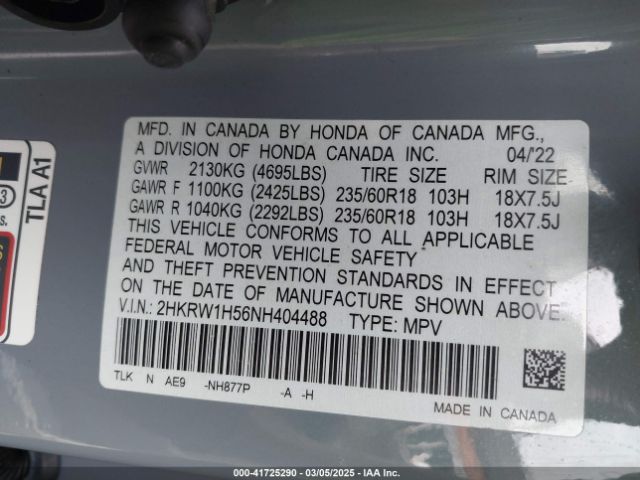 MFD. IN CANADA BY HONDA OF CANADA MFG.,
A DIVISION OF HONDA CANADA INC. 04/'22
GVWR 2130KG (4695LBS) TIRE SIZE RIM SIZE
GAWR F 1100KG (2425LBS) 235/60R18 103H 18X7.5J
GAWR R 1040KG (2292LBS) 235/60R18 103H 18X7.5J
THIS VEHICLE CONFORMS TO ALL APPLICABLE
FEDERAL MOTOR VEHICLE SAFETY
AND THEFT PREVENTION STANDARDS IN EFFECT
ON THE DATE OF MANUFACTURE SHOWN ABOVE.
V.I.N.: 2HKRW1H56NH404488 TYPE: MPV
TLK N AE9 -NH877P -A -H
MADE IN CANADA
TLA A1
3
s.
000-41725290 - 03/05/2025 - IAA Inc.